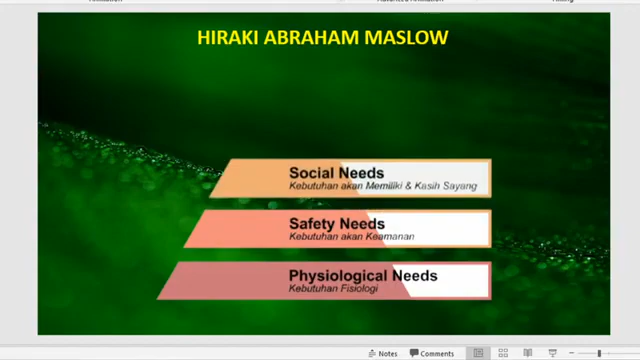 HIRAKI ABRAHAM MASLOW
Social Needs
Kebutuhan akan Memiliki & Kasih Sayang
Safety Needs
Kebutuhan akan Keamanan
Physiological Needs
Kebutuhan Fisiologi
Notes Comments